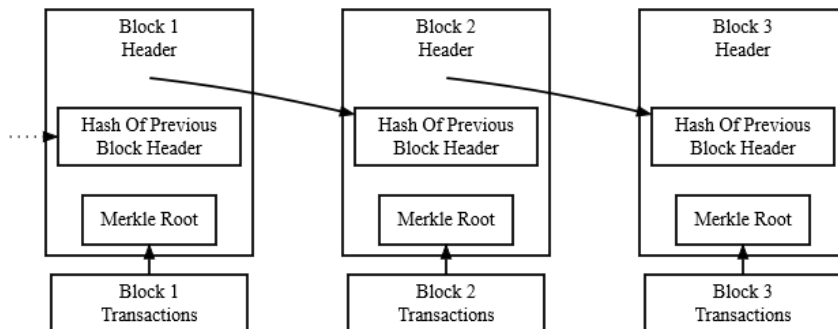 Block 1
Header
Hash Of Previous
Block Header
Merkle Root
Block 1
Transactions
Block 2
Header
Hash Of Previous
Block Header
Merkle Root
Block 2
Transactions
Block 3
Header
Hash Of Previous
Block Header
Merkle Root
Block 3
Transactions